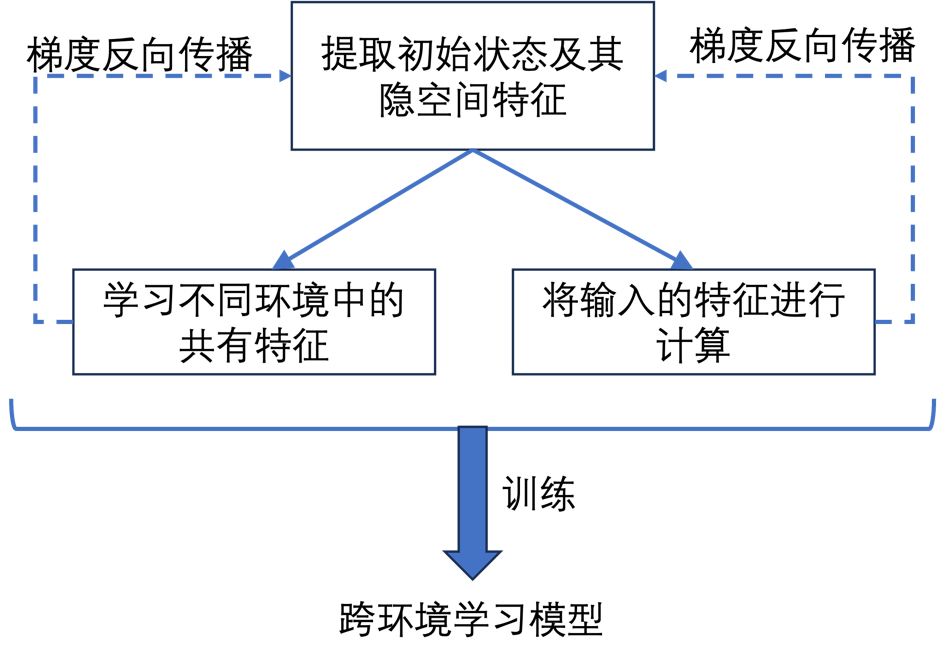 梯度反向传播
提取初始状态及其
隐空间特征
梯度反向传播
学习不同环境中的
共有特征
将输入的特征进行
计算
训练
跨环境学习模型